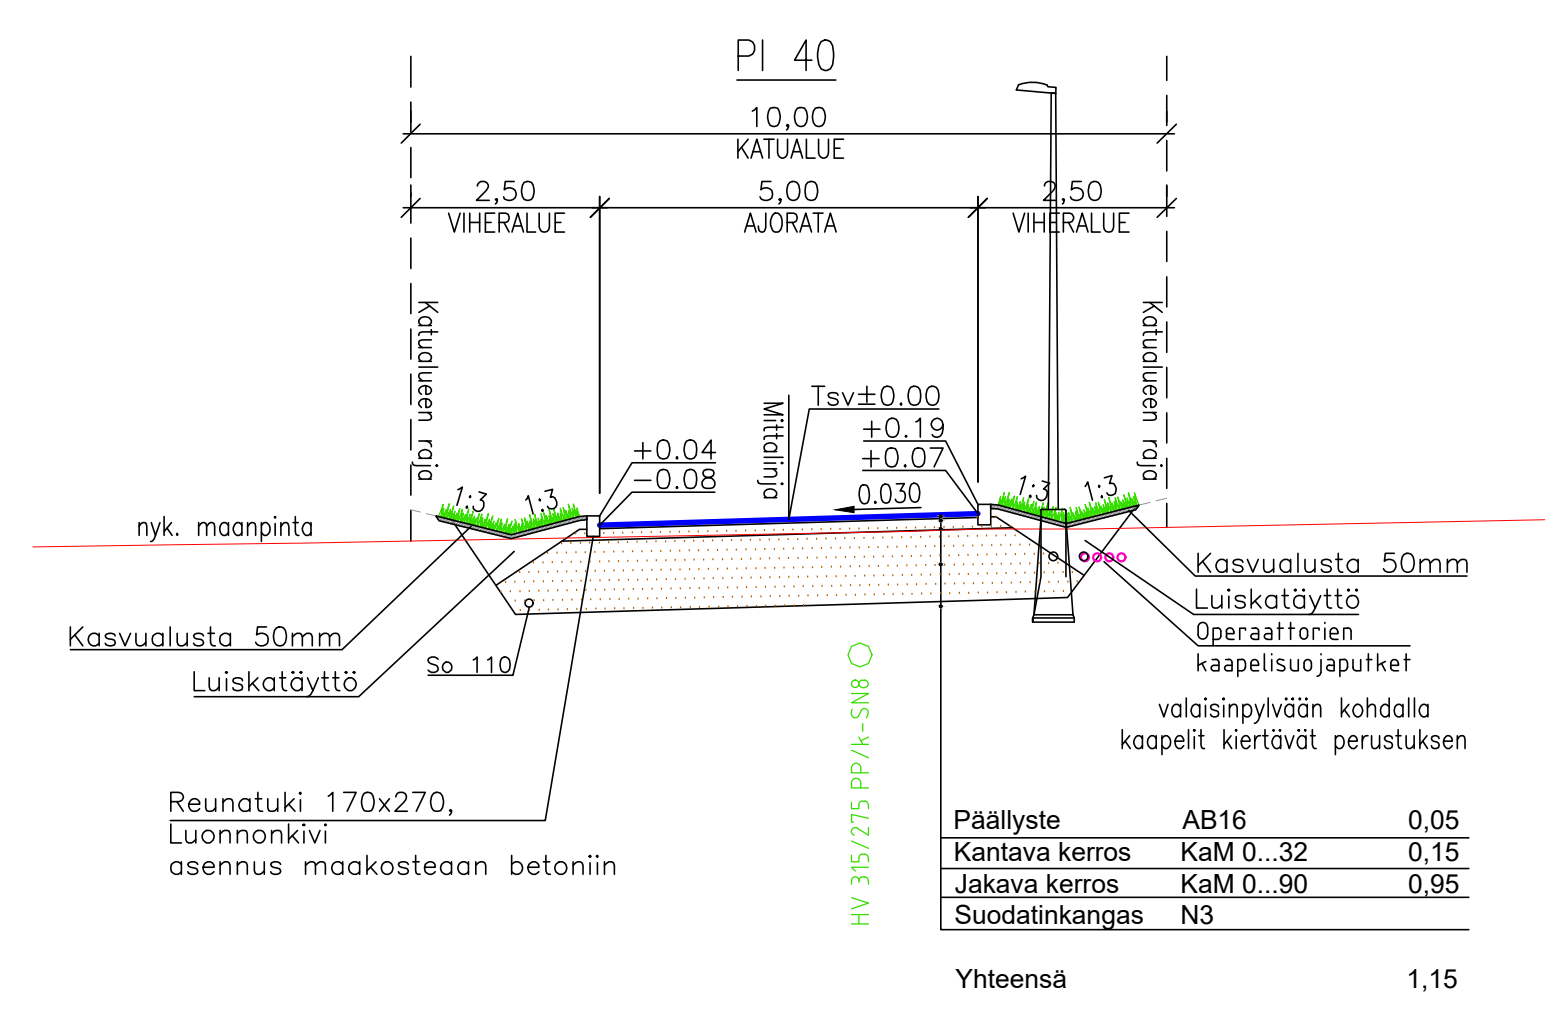 Pl 40
10,00
KATUALUE
2,50
5,00
2,50
VIHERALUE
AJORATA
VIHERALUE
Katualueen raja
Katualueen raja
Mittalinja
Tsv±0.00
+0.19
+0.07
+0.04
-0.08
0.030
1:3
1:3
1:3
1:3
nyk. maanpinta
Kasvualusta 50mm
Luiskatäyttö
Operaattorien
kaapelisuojaputket
Kasvualusta 50mm
Luiskatäyttö
So 110
valaisinpylvään kohdalla
kaapelit kiertävät perustuksen
HV 315/275 PP/k-SN8
Reunatuki 170x270,
Luonnonkivi
asennus maakosteaan betoniin
Päällyste AB16 0,05
Kantava kerros KaM 0...32 0,15
Jakava kerros KaM 0...90 0,95
Suodatinkangas N3
Yhteensä 1,15